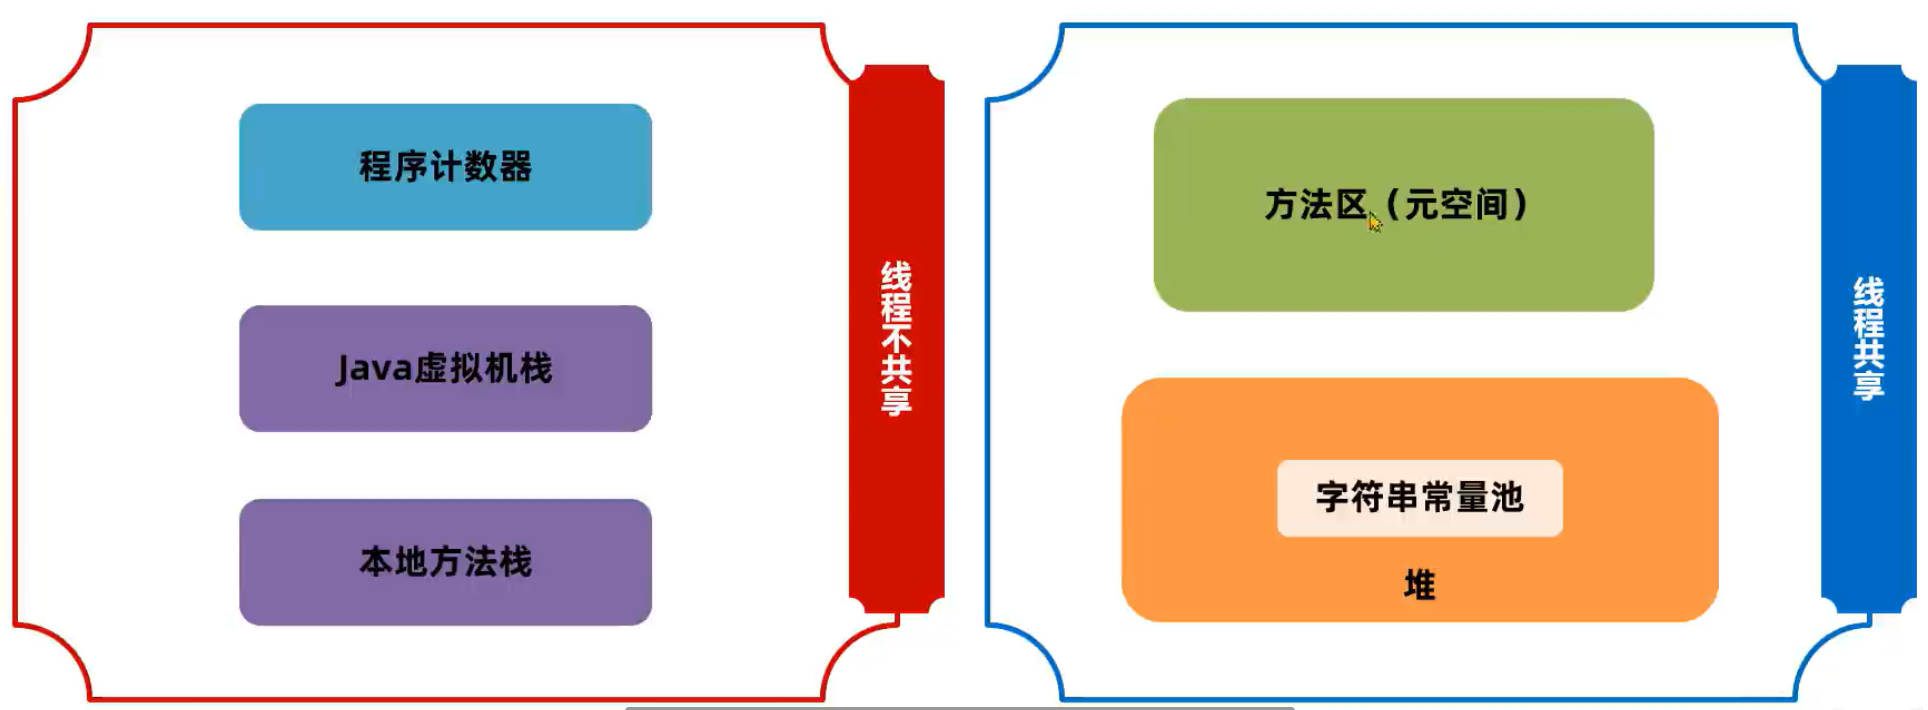 程序计数器
Java虚拟机栈
本地方法栈
线程不共享
方法区（元空间）
字符串常量池
堆
线程共享